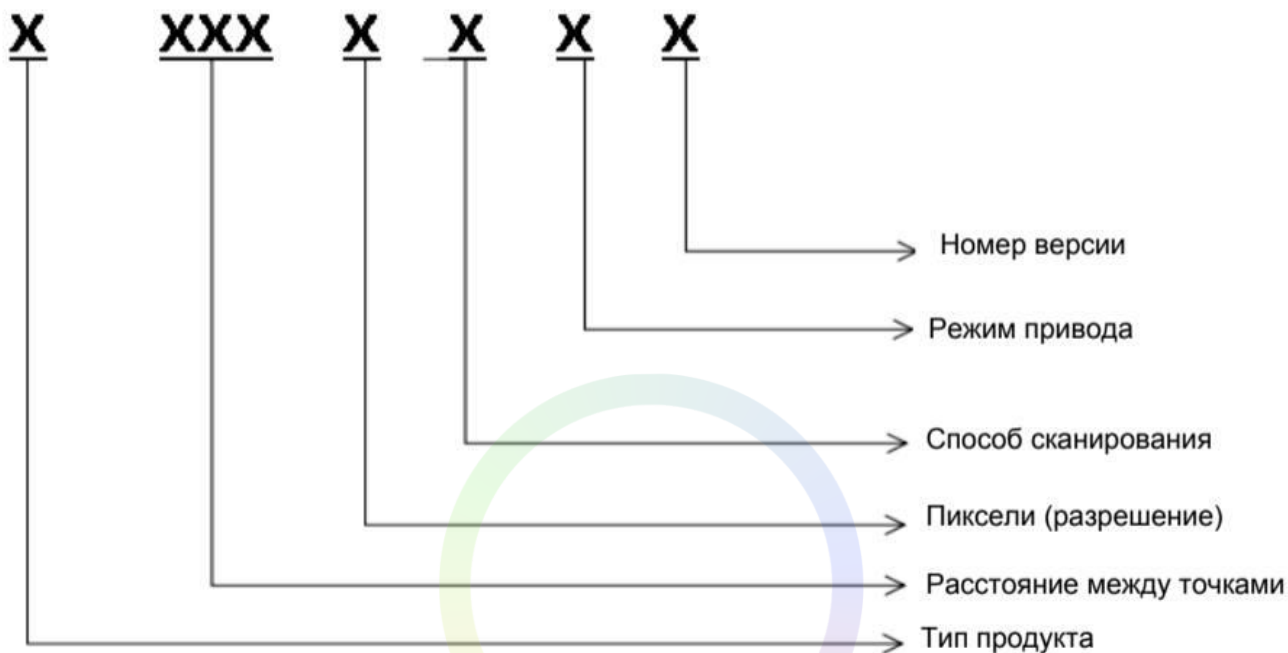 X XXX X X X X
Номер версии
Режим привода
Способ сканирования
Пиксели (разрешение)
Расстояние между точками
Тип продукта